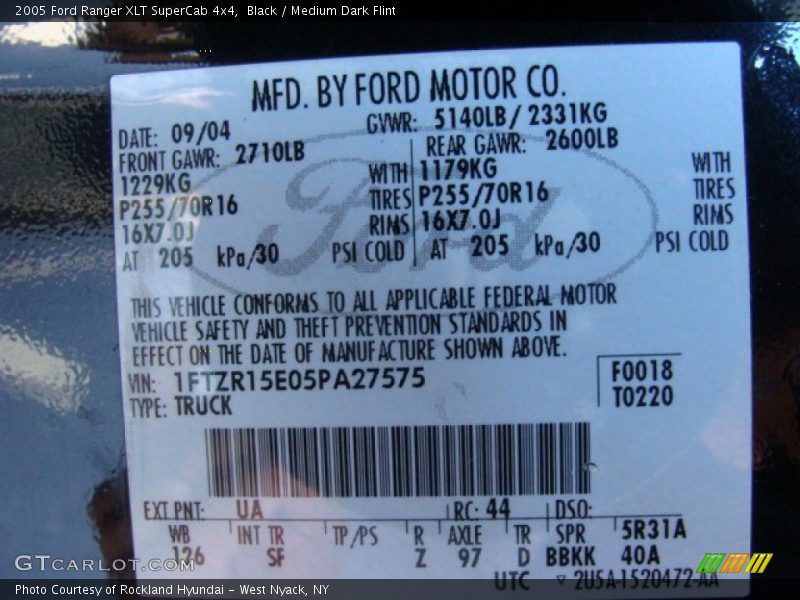 2005 Ford Ranger XLT SuperCab 4x4, Black / Medium Dark Flint
MFD. BY FORD MOTOR CO.
DATE: 09/04 GVWR: 5140LB/ 2331KG
FRONT GAWR: 2710LB REAR GAWR: 2600LB
1229KG WITH 1179KG WITH
P255/70R16 TIRES P255/70R16 TIRES
16X7.0J RIMS 16X7.0J RIMS
AT 205 kPa/30 PSI COLD AT 205 kPa/30 PSI COLD
Ford
THIS VEHICLE CONFORMS TO ALL APPLICABLE FEDERAL MOTOR
VEHICLE SAFETY AND THEFT PREVENTION STANDARDS IN
EFFECT ON THE DATE OF MANUFACTURE SHOWN ABOVE.
VIN: 1FTZR15E05PA27575 F0018
TYPE: TRUCK T0220
EXT PNT: UA RC: 44 DSO:
WB INT TR TP/PS R AXLE TR SPR 5R31A
126 SF Z 97 D BBKK 40A
UTC ▽ 2U5A-1520472-AA
GTCARLOT.COM
Photo Courtesy of Rockland Hyundai - West Nyack, NY